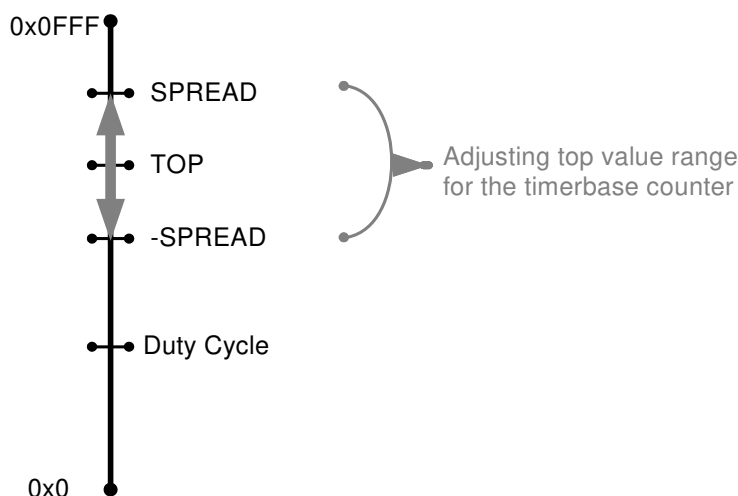 0x0FFF
SPREAD
TOP
Adjusting top value range
for the timerbase counter
-SPREAD
Duty Cycle
0x0